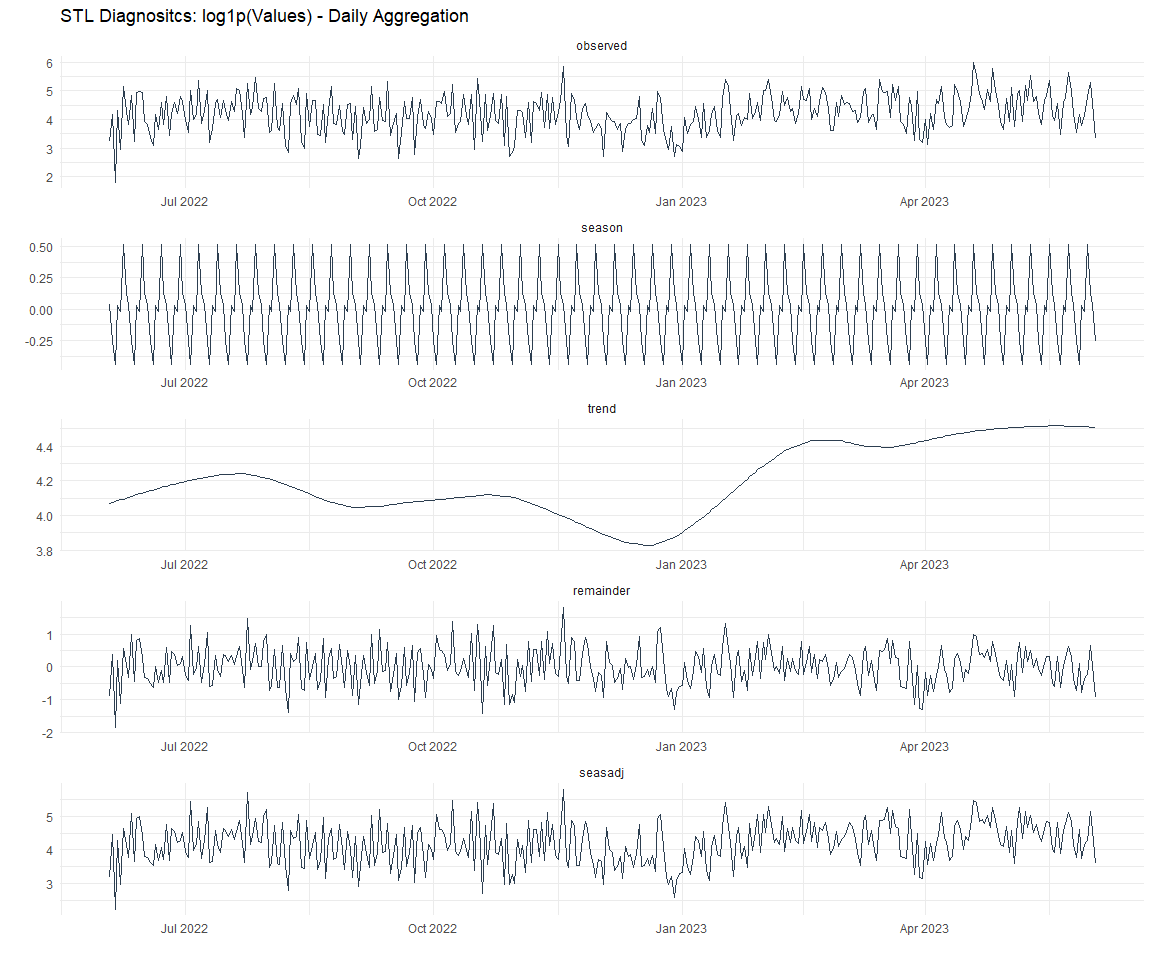 STL Diagnositcs: log1p(Values) - Daily Aggregation
observed
6
5
4
3
2
Jul 2022 Oct 2022 Jan 2023 Apr 2023
season
0.50
0.25
0.00
-0.25
Jul 2022 Oct 2022 Jan 2023 Apr 2023
trend
4.4
4.2
4.0
3.8
Jul 2022 Oct 2022 Jan 2023 Apr 2023
remainder
1
0
-1
-2
Jul 2022 Oct 2022 Jan 2023 Apr 2023
seasadj
5
4
3
Jul 2022 Oct 2022 Jan 2023 Apr 2023